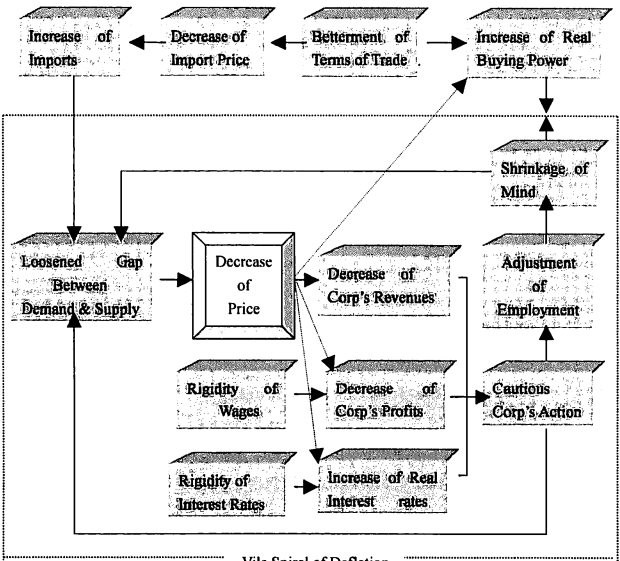 Increase of
Imports
Decrease of
Import Price
Betterment of
Terms of Trade
Increase of Real
Buying Power
Shrinkage of
Mind
Loosened Gap
Between
Demand & Supply
Decrease
of
Price
Decrease of
Corp's Revenues
Adjustment
of
Employment
Rigidity of
Wages
Decrease of
Corp's Profits
Cautious
Corp's Action
Rigidity of
Interest Rates
Increase of Real
Interest rates
Spiral of Deflation